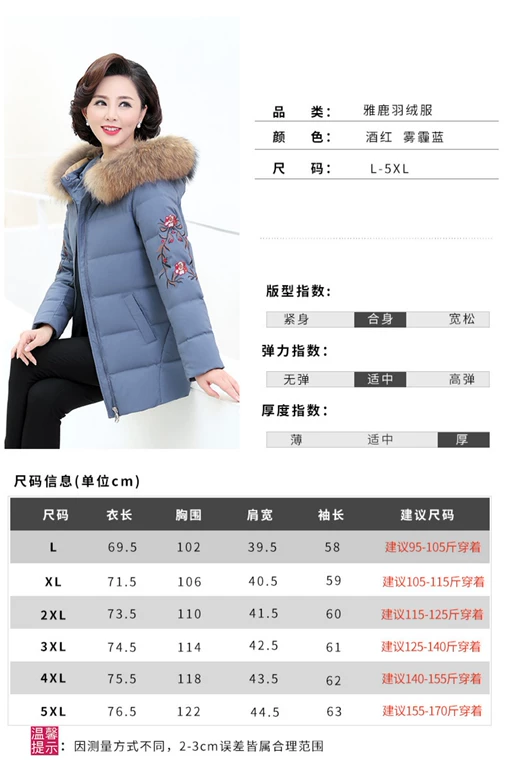 品 类： 雅鹿羽绒服
颜 色： 酒红 雾霾蓝
尺 码： L-5XL
版型指数:
紧身 合身 宽松
弹力指数:
无弹 适中 高弹
厚度指数:
薄 适中 厚
尺码信息(单位cm)
尺码 衣长 胸围 肩宽 袖长 建议尺码
L 69.5 102 39.5 58 建议95-105斤穿着
XL 71.5 106 40.5 59 建议105-115斤穿着
2XL 73.5 110 41.5 60 建议115-125斤穿着
3XL 74.5 114 42.5 61 建议125-140斤穿着
4XL 75.5 118 43.5 62 建议140-155斤穿着
5XL 76.5 122 44.5 63 建议155-170斤穿着
温馨
提示：因测量方式不同，2-3cm误差皆属合理范围